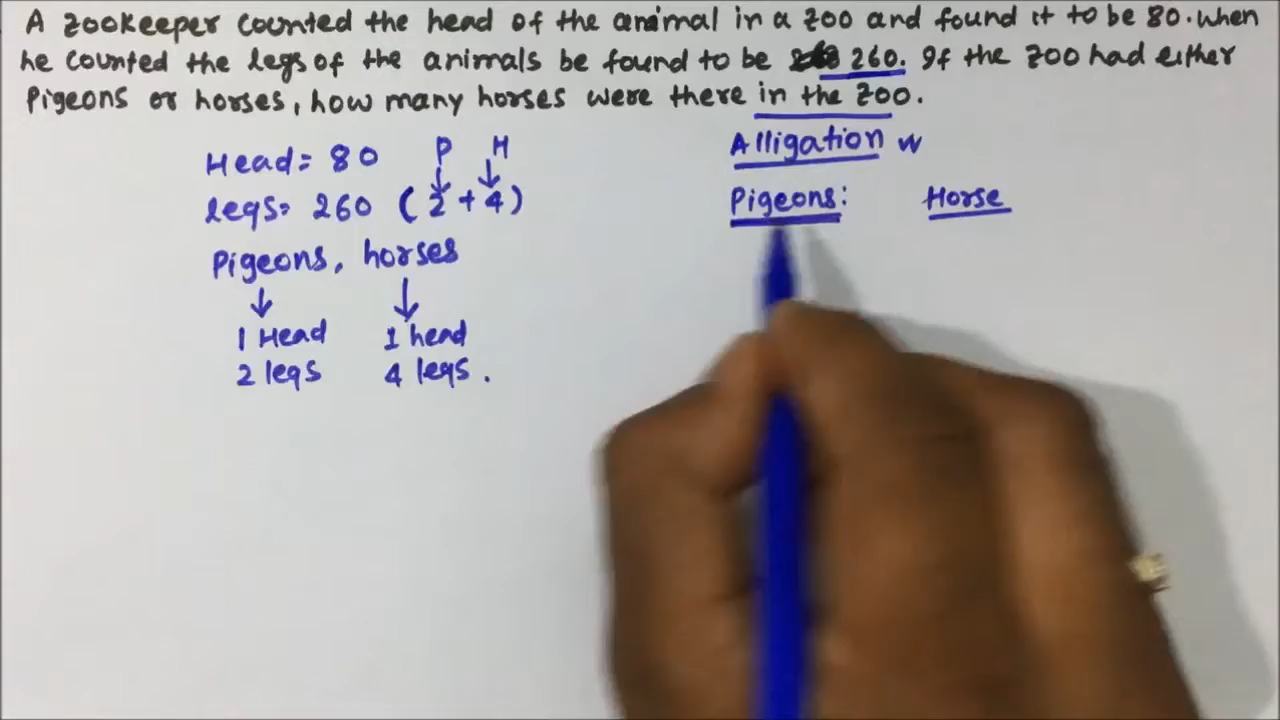 A zookeeper counted the head of the animal in a zoo and found it to be 80. When
he counted the legs of the animals be found to be 260. If the zoo had either
Pigeons or horses, how many horses were there in the zoo.
Head = 80 P H
legs = 260 (2 + 4)
Pigeons, horses
1 Head 1 head
2 legs 4 legs.
Alligation w
Pigeons: Horse